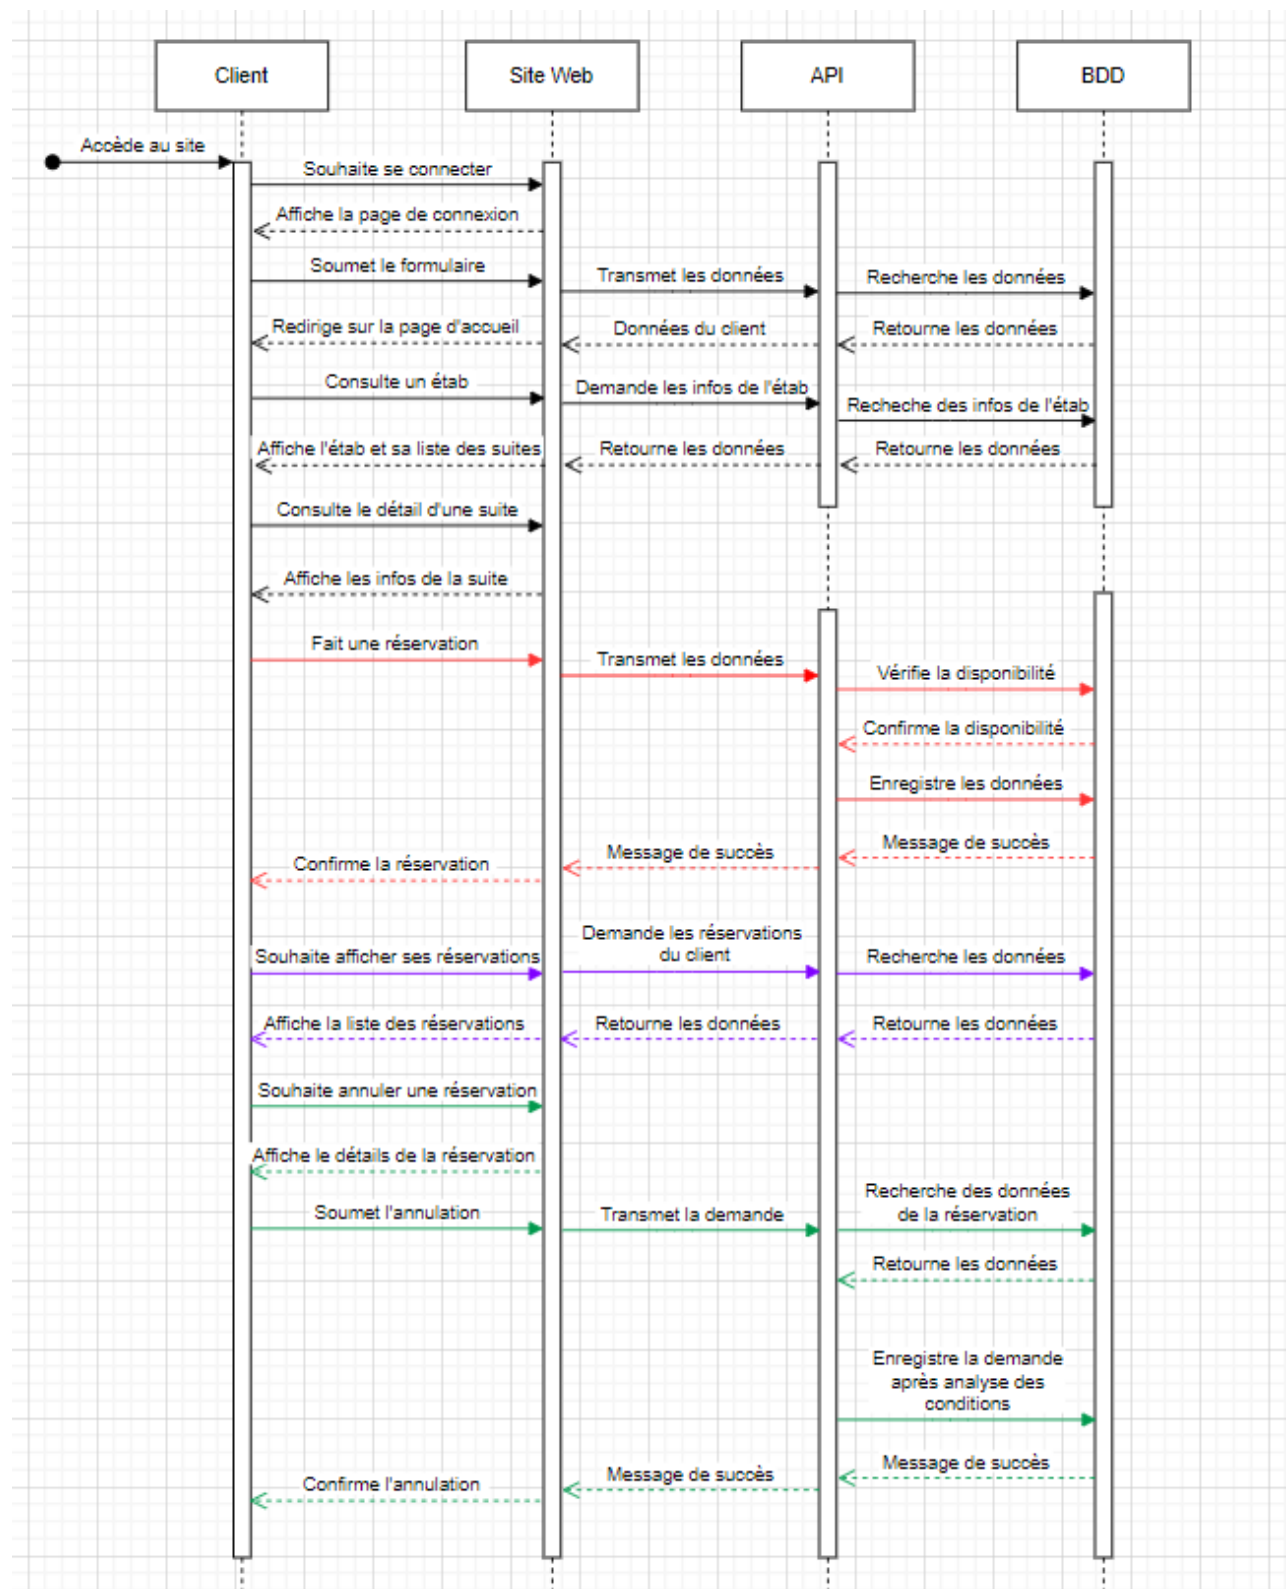 Client
Site Web
API
BDD
Accède au site
Souhaite se connecter
Affiche la page de connexion
Soumet le formulaire
Transmet les données
Recherche les données
Redirige sur la page d'accueil
Données du client
Retourne les données
Consulte un étab
Demande les infos de l'étab
Recheche des infos de l'étab
Affiche l'étab et sa liste des suites
Retourne les données
Retourne les données
Consulte le détail d'une suite
Affiche les infos de la suite
Fait une réservation
Transmet les données
Vérifie la disponibilité
Confirme la disponibilité
Enregistre les données
Message de succès
Message de succès
Confirme la réservation
Demande les réservations
du client
Souhaite afficher ses réservations
Recherche les données
Affiche la liste des réservations
Retourne les données
Retourne les données
Souhaite annuler une réservation
Affiche le détails de la réservation
Soumet l'annulation
Transmet la demande
Recherche des données
de la réservation
Retourne les données
Enregistre la demande
après analyse des
conditions
Message de succès
Message de succès
Confirme l'annulation